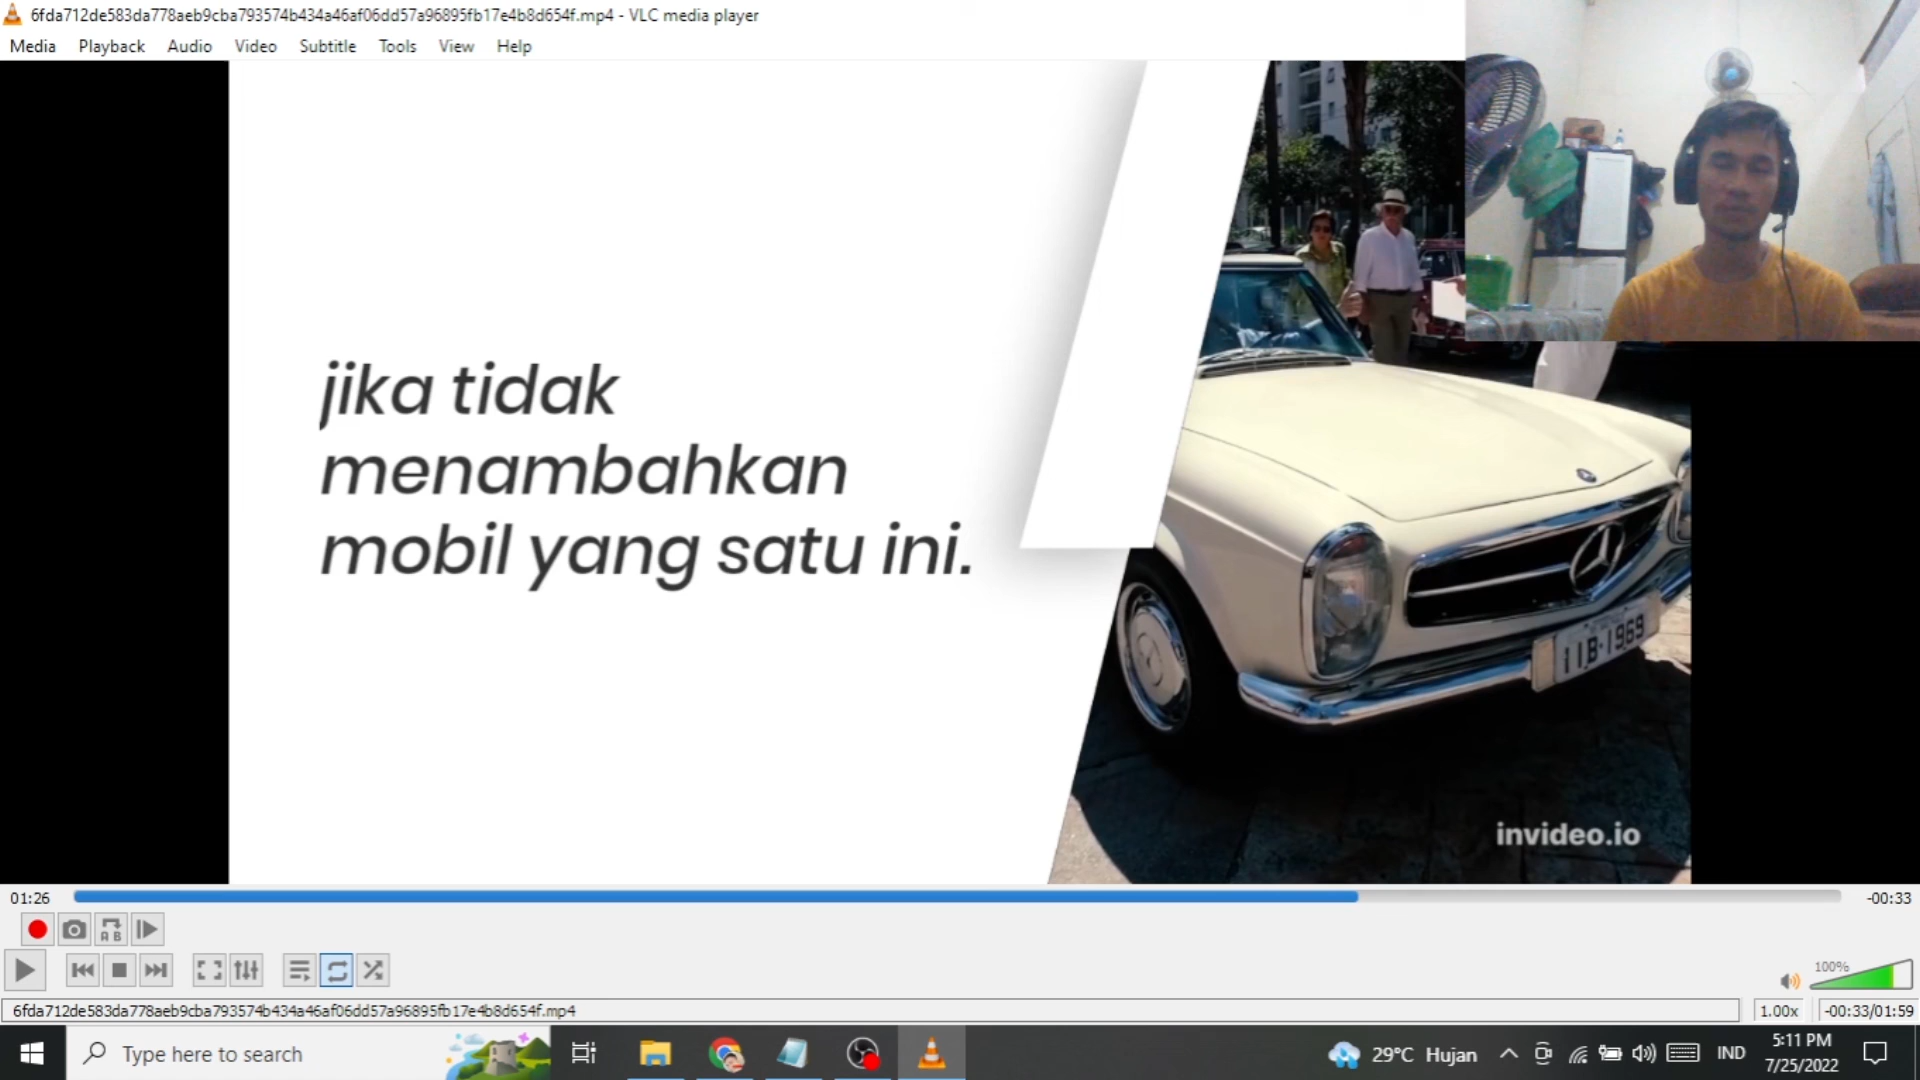 6fda712de583da778aeb9cba793574b434a46af06dd57a96895fb17e4b8d654f.mp4 - VLC media player
Media Playback Audio Video Subtitle Tools View Help
jika tidak
menambahkan
mobil yang satu ini.
IIB·1969
invideo.io
01:26
-00:33
A B
100%
6fda712de583da778aeb9cba793574b434a46af06dd57a96895fb17e4b8d654f.mp4
1.00x
-00:33/01:59
Type here to search
29°C Hujan
IND
5:11 PM
7/25/2022